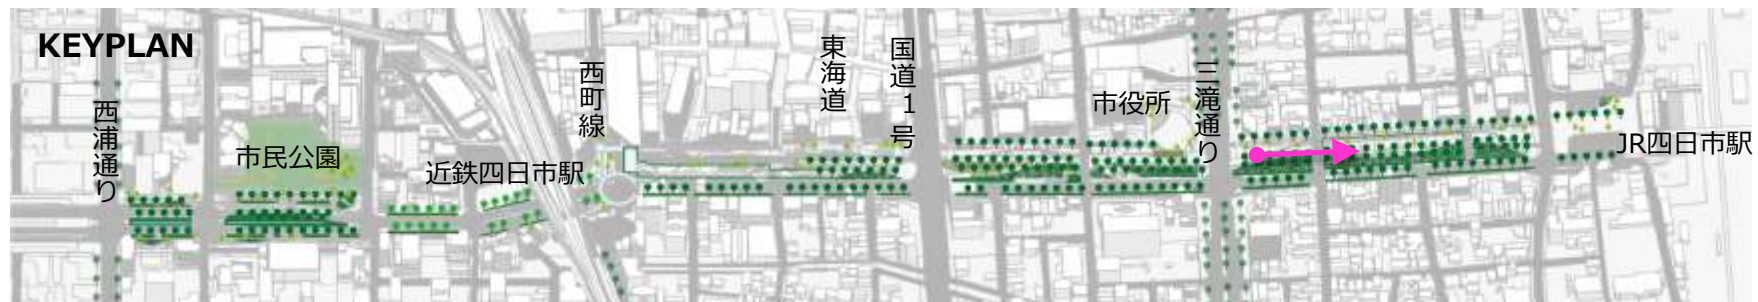 KEYPLAN
西浦通り
市民公園
近鉄四日市駅
西町線
東海道
国道1号
市役所
三滝通り
JR四日市駅